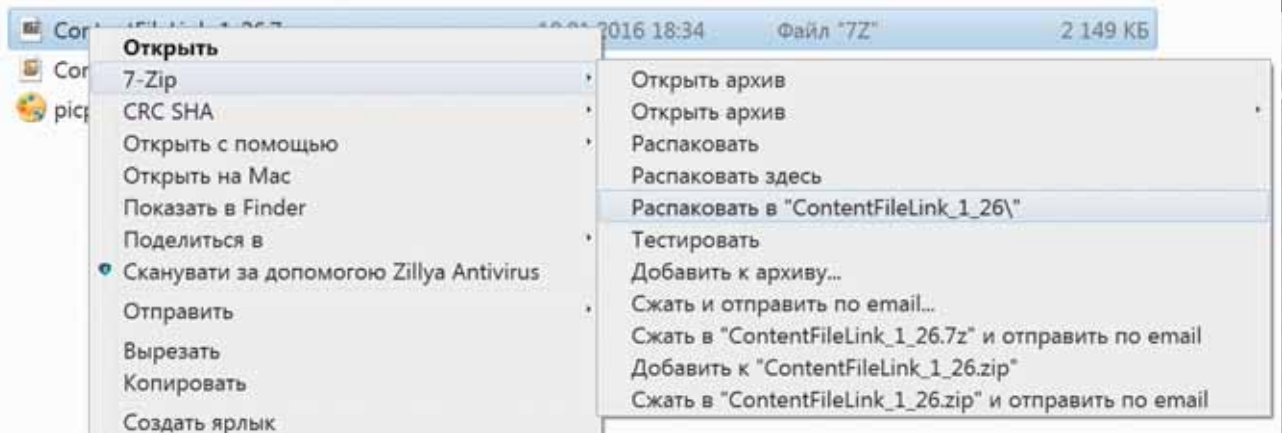 2016 18:34 Файл "7Z" 2 149 КБ
Cor
picp
Открыть
7-Zip
CRC SHA
Открыть с помощью
Открыть на Mac
Показать в Finder
Поделиться в
Сканувати за допомогою Zillya Antivirus
Отправить
Вырезать
Копировать
Создать ярлык
Открыть архив
Открыть архив
Распаковать
Распаковать здесь
Распаковать в "ContentFileLink_1_26\"
Тестировать
Добавить к архиву...
Сжать и отправить по email...
Сжать в "ContentFileLink_1_26.7z" и отправить по email
Добавить к "ContentFileLink_1_26.zip"
Сжать в "ContentFileLink_1_26.zip" и отправить по email